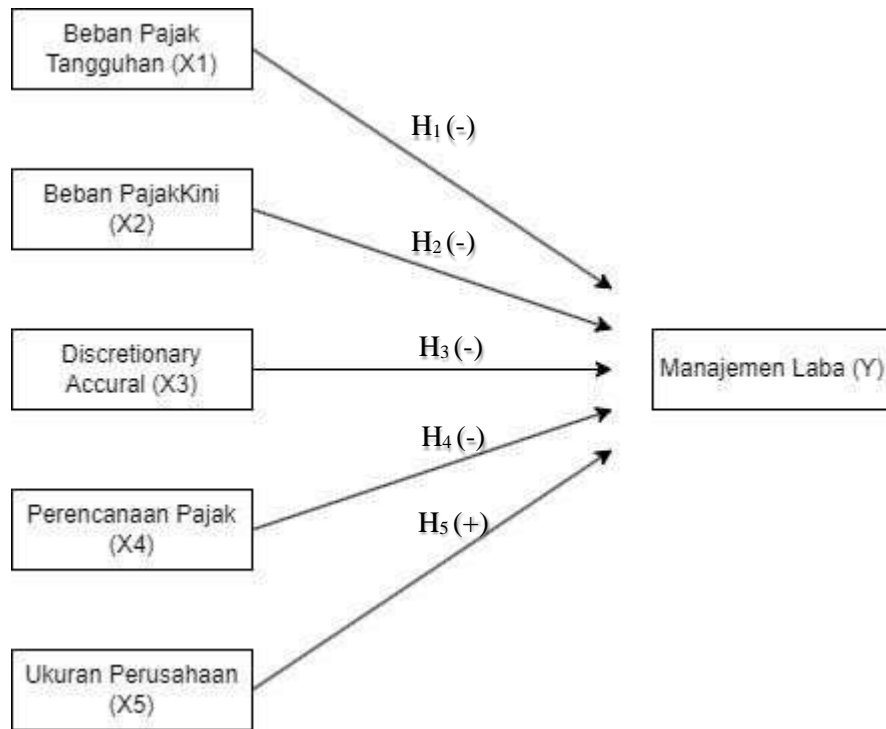 Beban Pajak
Tangguhan (X1)
H₁ (-)
Beban PajakKini
(X2)
H₂ (-)
Discretionary
Accural (X3)
H₃ (-)
Manajemen Laba (Y)
H₄ (-)
Perencanaan Pajak
(X4)
H₅ (+)
Ukuran Perusahaan
(X5)